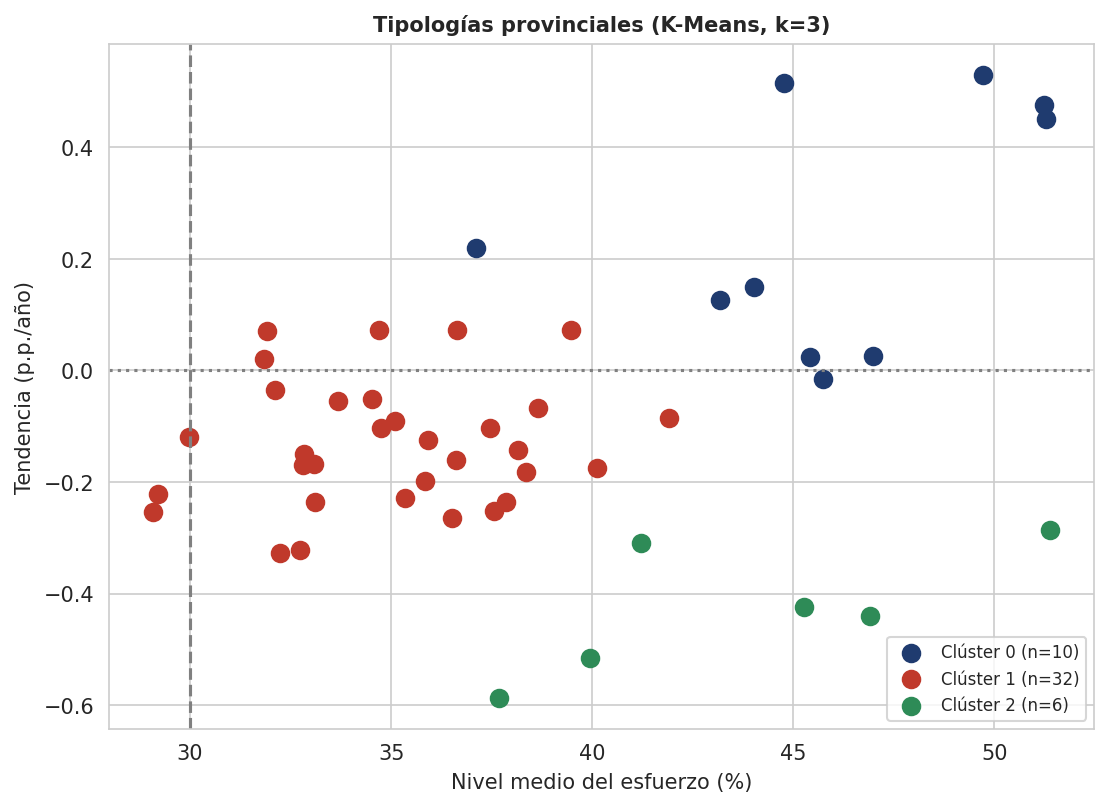 Tipologías provinciales (K-Means, k=3)
Tendencia (p.p./año)
0.4
0.2
0.0
−0.2
−0.4
−0.6
30 35 40 45 50
Nivel medio del esfuerzo (%)
Clúster 0 (n=10)
Clúster 1 (n=32)
Clúster 2 (n=6)